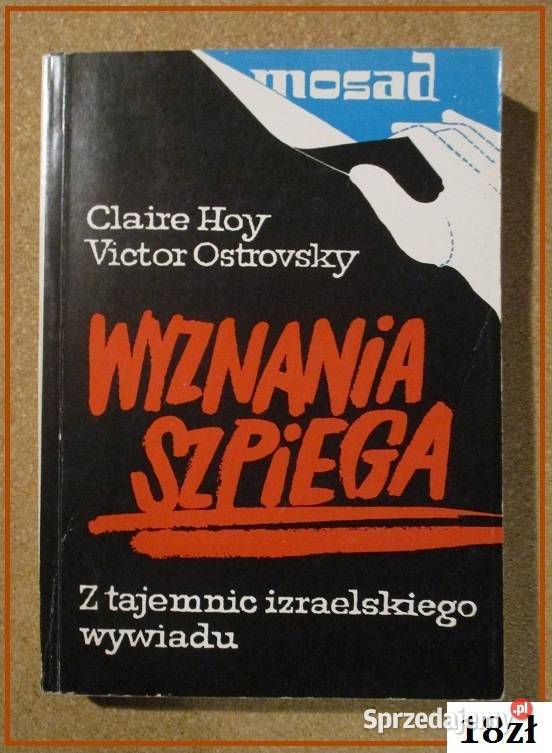 mosad
Claire Hoy
Victor Ostrovsky
WYZNANiA
SZPiEGA
Z tajemnic izraelskiego
wywiadu
Sprzedajemy.pl
18zł